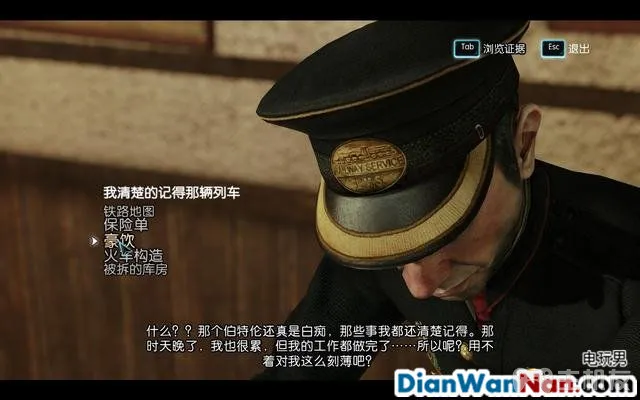 Tab 浏览证据 Esc 退出
RAILWAY SERVICE
我清楚的记得那辆列车
铁路地图
保险单
豪饮
火车构造
被拆的库房
什么？？那个伯特伦还真是白痴，那些事我都还清楚记得。那
时天晚了，我也很累，但我的工作都做完了……所以呢？用不
着对我这么刻薄吧？
电玩男
DianWanNan.com